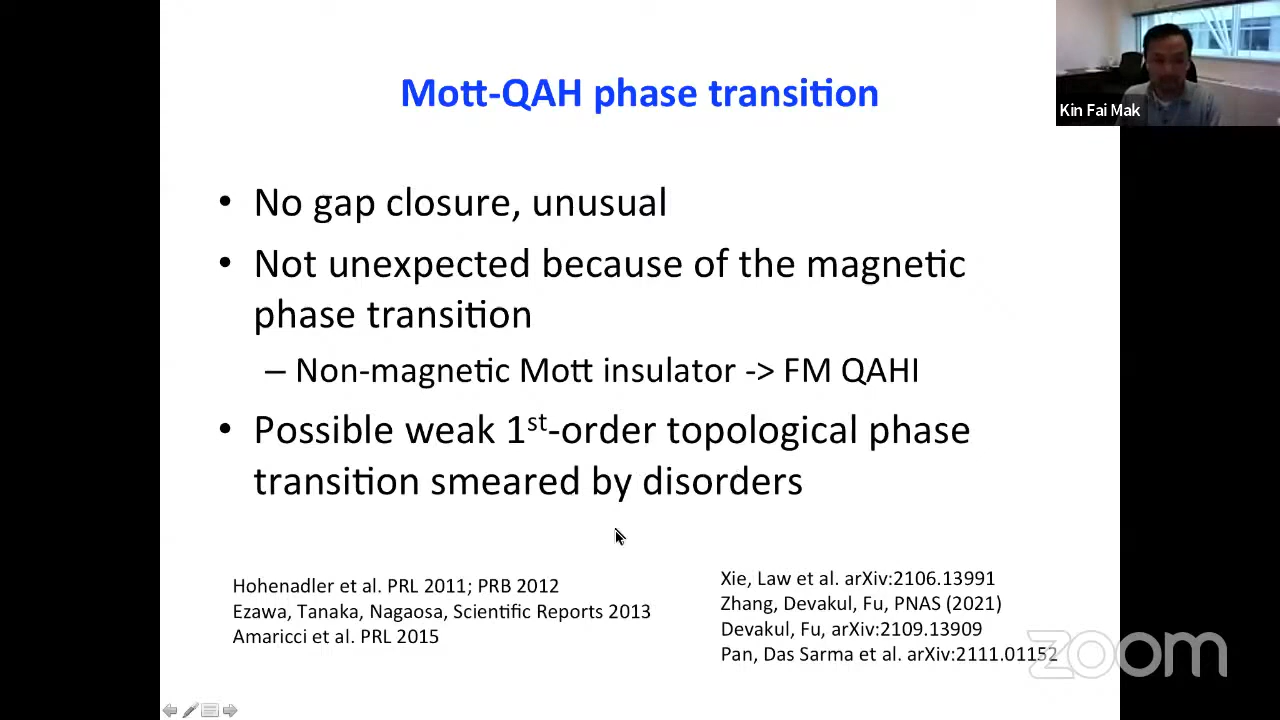 Mott-QAH phase transition
Kin Fai Mak
• No gap closure, unusual
• Not unexpected because of the magnetic
phase transition
– Non-magnetic Mott insulator -> FM QAHI
• Possible weak 1st-order topological phase
transition smeared by disorders
Hohenadler et al. PRL 2011; PRB 2012
Ezawa, Tanaka, Nagaosa, Scientific Reports 2013
Amaricci et al. PRL 2015
Xie, Law et al. arXiv:2106.13991
Zhang, Devakul, Fu, PNAS (2021)
Devakul, Fu, arXiv:2109.13909
Pan, Das Sarma et al. arXiv:2111.01152
zoom